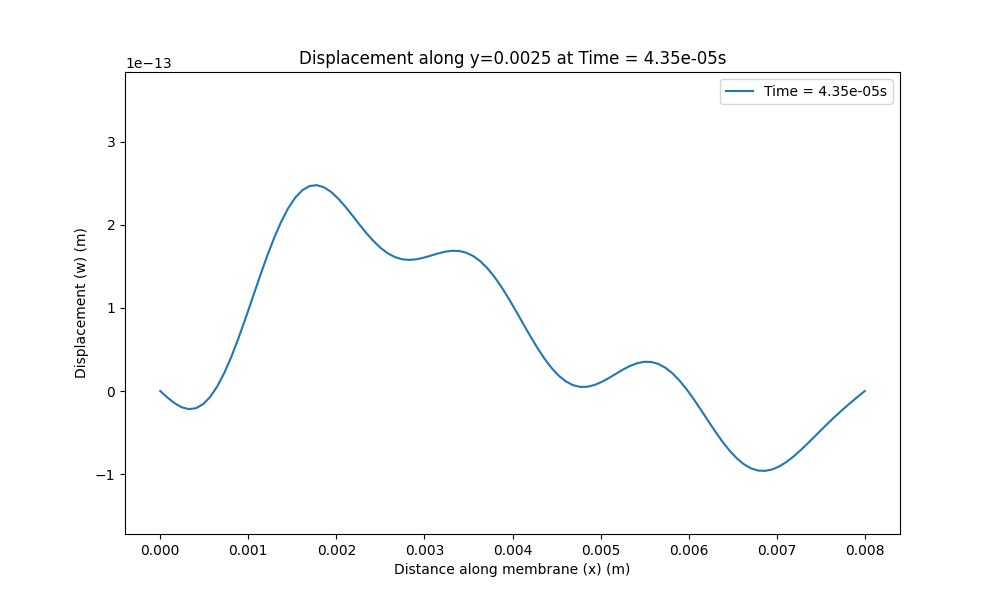 Displacement along y=0.0025 at Time = 4.35e-05s
1e−13
Time = 4.35e-05s
3
2
1
0
−1
Displacement (w) (m)
0.000 0.001 0.002 0.003 0.004 0.005 0.006 0.007 0.008
Distance along membrane (x) (m)